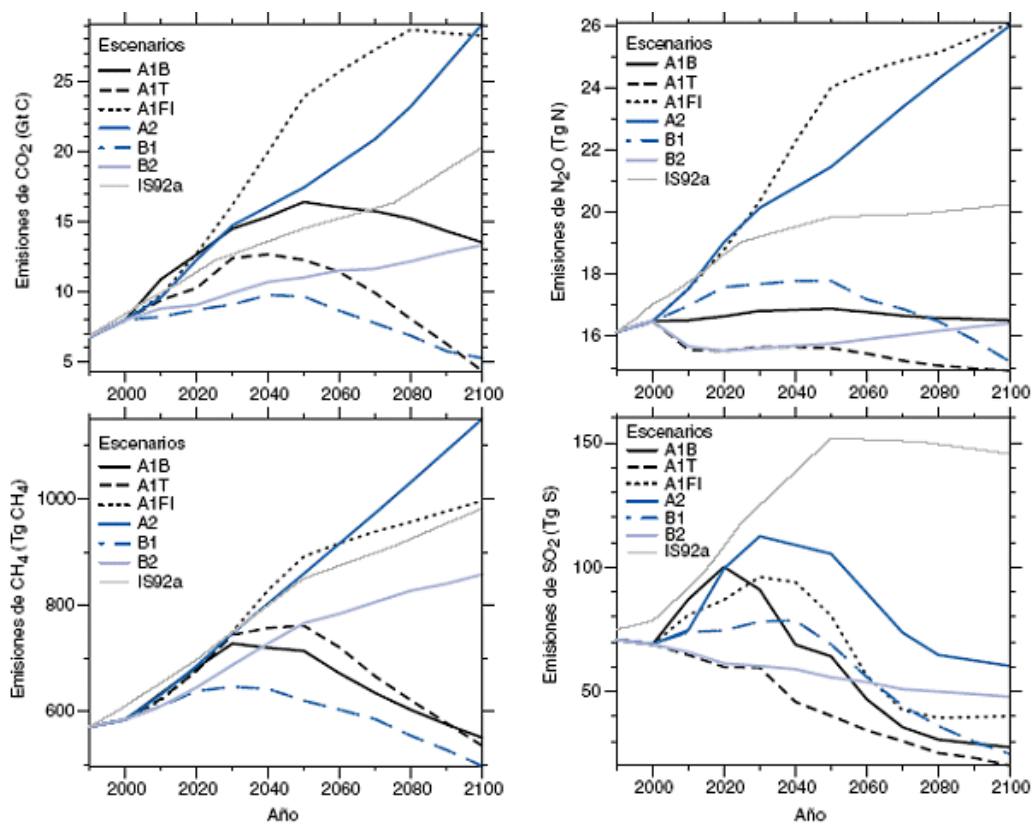 Emisiones de CO₂ (Gt C)
Escenarios
A1B
A1T
A1FI
A2
B1
B2
IS92a
25
20
15
10
5
2000 2020 2040 2060 2080 2100
Emisiones de N₂O (Tg N)
Escenarios
A1B
A1T
A1FI
A2
B1
B2
IS92a
26
24
22
20
18
16
2000 2020 2040 2060 2080 2100
Emisiones de CH₄ (Tg CH₄)
Escenarios
A1B
A1T
A1FI
A2
B1
B2
IS92a
1000
800
600
2000 2020 2040 2060 2080 2100
Año
Emisiones de SO₂ (Tg S)
Escenarios
A1B
A1T
A1FI
A2
B1
B2
IS92a
150
100
50
2000 2020 2040 2060 2080 2100
Año